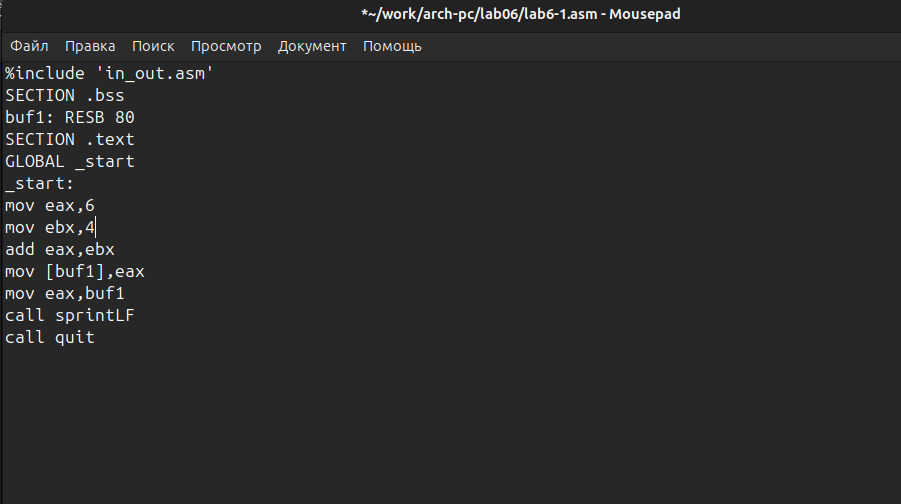 *~/work/arch-pc/lab06/lab6-1.asm - Mousepad
Файл Правка Поиск Просмотр Документ Помощь
%include 'in_out.asm'
SECTION .bss
buf1: RESB 80
SECTION .text
GLOBAL _start
_start:
mov eax,6
mov ebx,4
add eax,ebx
mov [buf1],eax
mov eax,buf1
call sprintLF
call quit